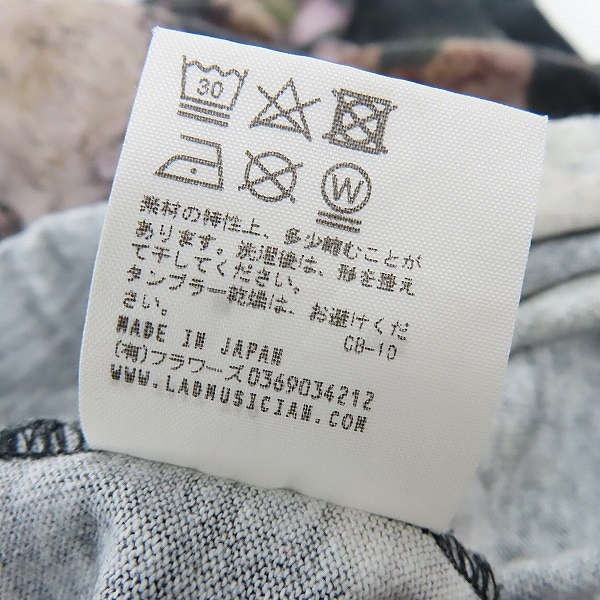 30
W
素材の特性上、多少縮むことが
あります。洗濯後は、形を整え
て干してください。
タンブラー乾燥は、お避けくだ
さい。
CB-10
MADE IN JAPAN
(有)フラワーズ0369034212
WWW.LADMUSICIAN.COM